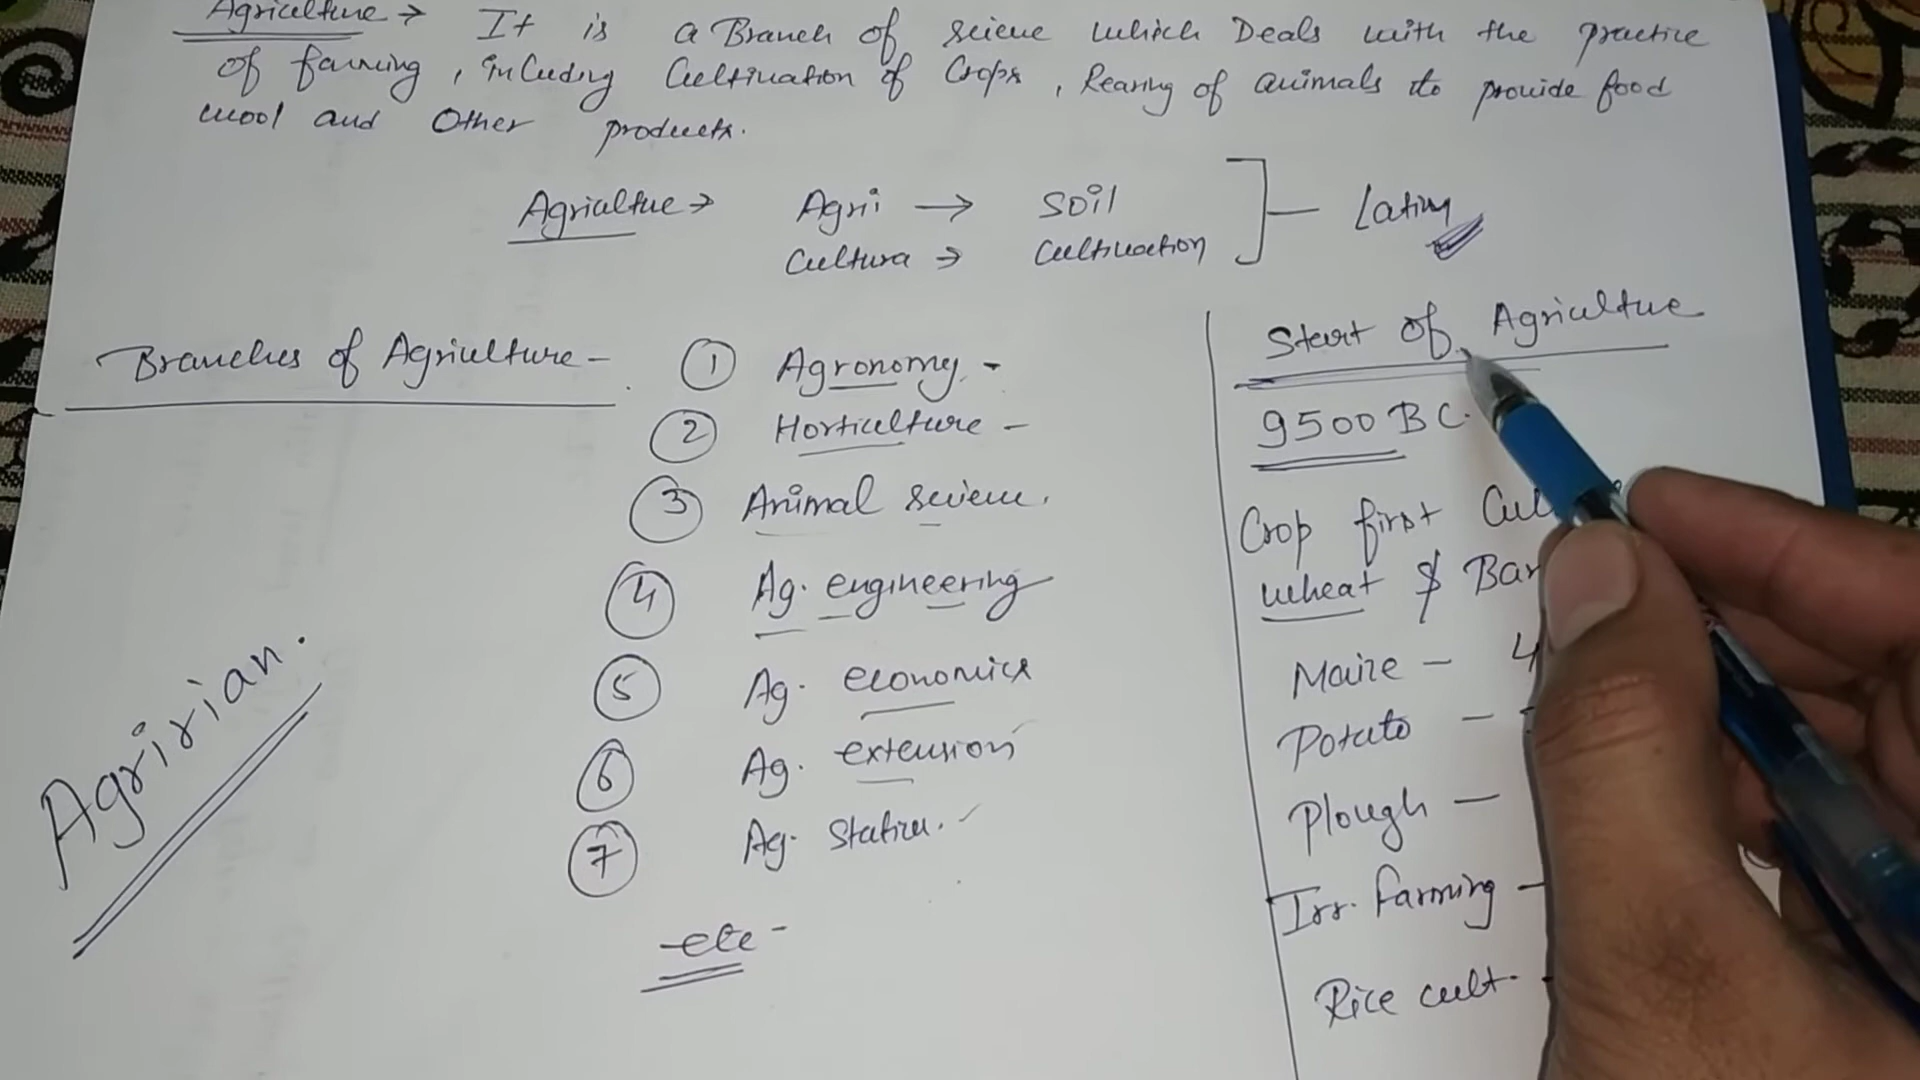 Agriculture → It is a Branch of science which Deals with the practice
of farming, including Cultivation of Crops, Rearing of animals to provide food
wool and Other products.
Agriculture → Agri → Soil
Cultura → Cultivation
Latin
Branches of Agriculture –
① Agronomy –
② Horticulture –
③ Animal science.
④ Ag. engineering
⑤ Ag. economics
⑥ Ag. extension
⑦ Ag.
etc –
Agririan.
Start of Agriculture
9500 BC.
Crop first
wheat &
Maize –
Potato –
Plough –
Irr. farming –
Rice cult.